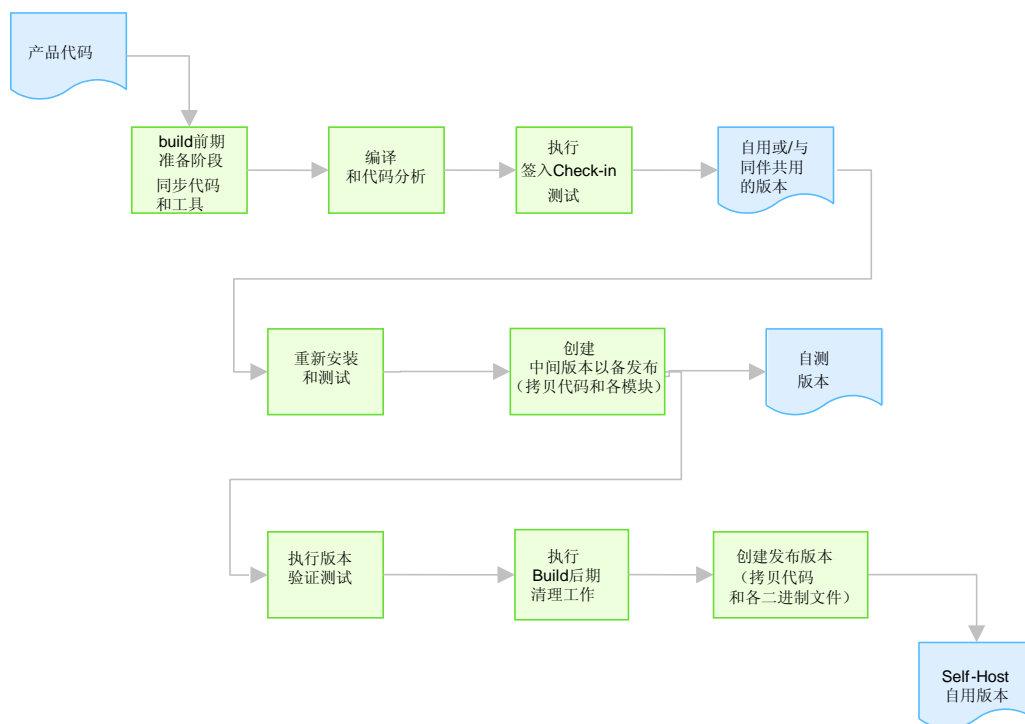 产品代码
build前期
准备阶段
同步代码
和工具
编译
和代码分析
执行
签入Check-in
测试
自用或/与
同伴共用
的版本
重新安装
和测试
创建
中间版本以备发布
（拷贝代码和各模块）
自测
版本
执行版本
验证测试
执行
Build后期
清理工作
创建发布版本
（拷贝代码
和各二进制文件）
Self-Host
自用版本